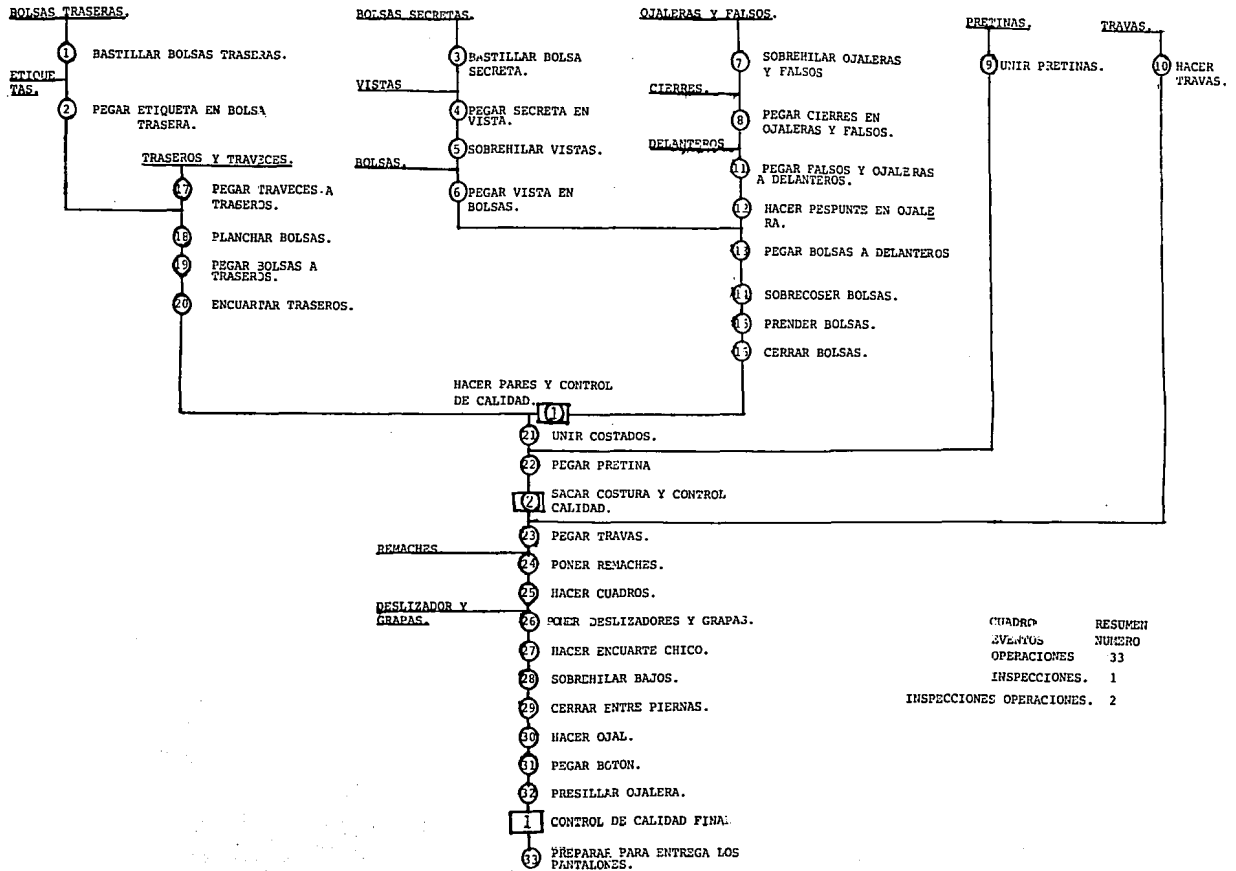 BOLSAS TRASERAS.
1 BASTILLAR BOLSAS TRASERAS.
ETIQUE
TAS.
2 PEGAR ETIQUETA EN BOLSA
TRASERA.
TRASEROS Y TRAVECES.
17 PEGAR TRAVECES A
TRASEROS.
18 PLANCHAR BOLSAS.
19 PEGAR BOLSAS A
TRASEROS.
20 ENCUARTAR TRASEROS.
BOLSAS SECRETAS.
3 BASTILLAR BOLSA
SECRETA.
VISTAS
4 PEGAR SECRETA EN
VISTA.
5 SOBREHILAR VISTAS.
BOLSAS.
6 PEGAR VISTA EN
BOLSAS.
OJALERAS Y FALSOS.
7 SOBREHILAR OJALERAS
Y FALSOS
CIERRES.
8 PEGAR CIERRES EN
OJALERAS Y FALSOS.
DELANTEROS
11 PEGAR FALSOS Y OJALERAS
A DELANTEROS.
12 HACER PESPUNTE EN OJALE
RA.
13 PEGAR BOLSAS A DELANTEROS
SOBRECOSER BOLSAS.
PRENDER BOLSAS.
CERRAR BOLSAS.
PRETINAS.
9 UNIR PRETINAS.
TRAVAS.
10 HACER
TRAVAS.
HACER PARES Y CONTROL
DE CALIDAD.
1
21 UNIR COSTADOS.
22 PEGAR PRETINA
2 SACAR COSTURA Y CONTROL
CALIDAD.
23 PEGAR TRAVAS.
REMACHES
24 PONER REMACHES.
25 HACER CUADROS.
DESLIZADOR Y
GRAPAS.
26 PONER DESLIZADORES Y GRAPAS.
27 HACER ENCUARTE CHICO.
28 SOBREHILAR BAJOS.
29 CERRAR ENTRE PIERNAS.
30 HACER OJAL.
31 PEGAR BOTON.
32 PRESILLAR OJALERA.
1 CONTROL DE CALIDAD FINAL
33 PREPARAR PARA ENTREGA LOS
PANTALONES.
CUADRO RESUMEN
EVENTOS NUMERO
OPERACIONES 33
INSPECCIONES. 1
INSPECCIONES OPERACIONES. 2